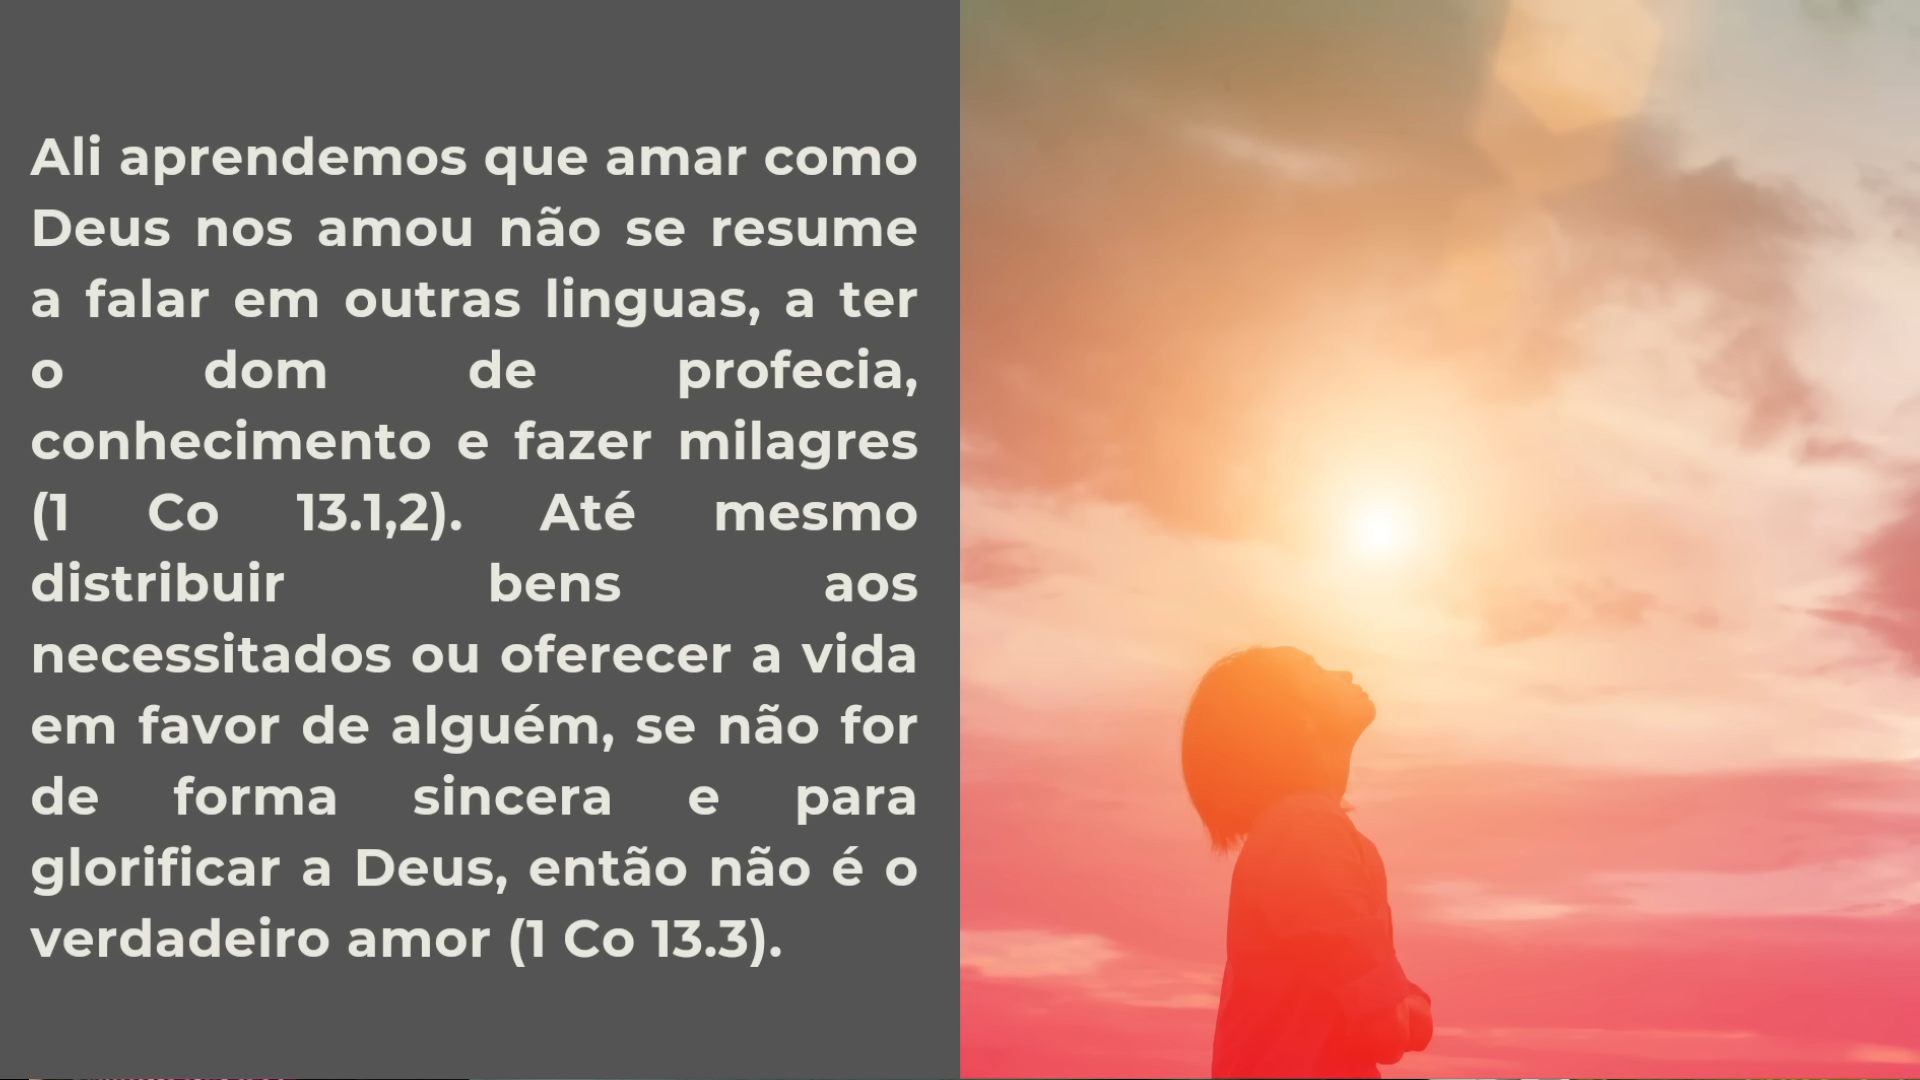 Ali aprendemos que amar como
Deus nos amou não se resume
a falar em outras linguas, a ter
o dom de profecia,
conhecimento e fazer milagres
(1 Co 13.1,2). Até mesmo
distribuir bens aos
necessitados ou oferecer a vida
em favor de alguém, se não for
de forma sincera e para
glorificar a Deus, então não é o
verdadeiro amor (1 Co 13.3).